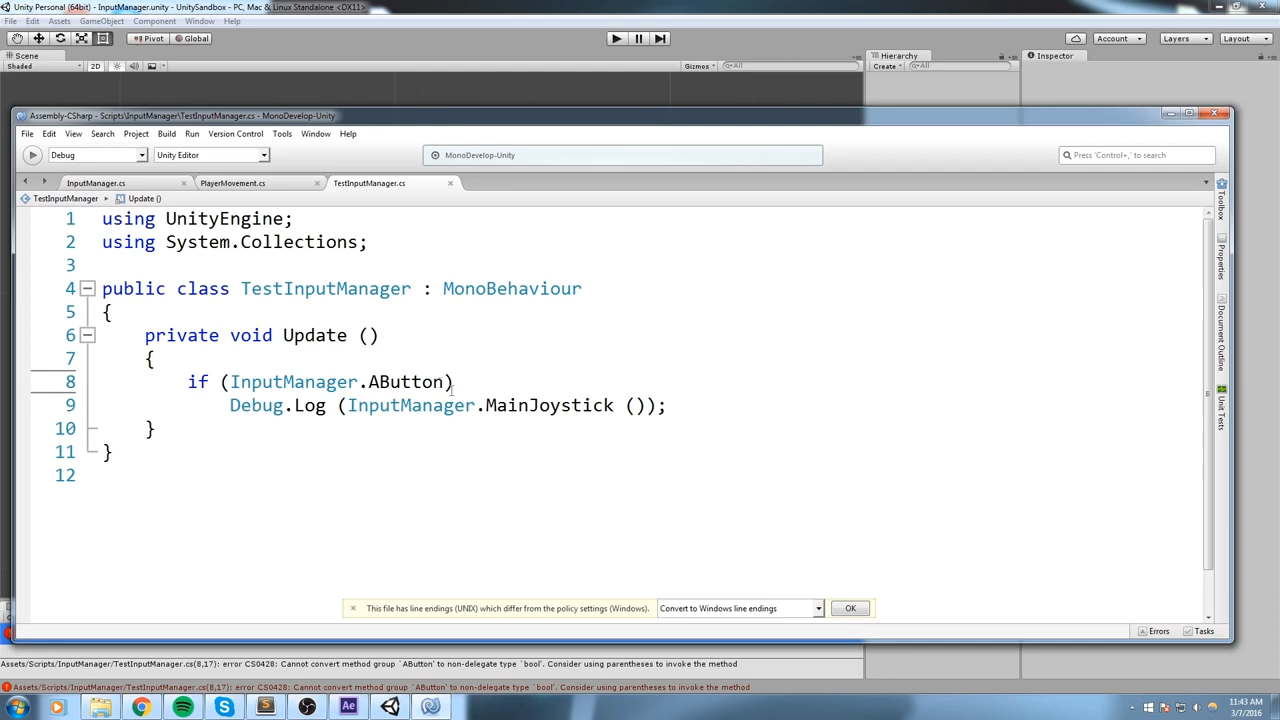 Unity Personal (64bit) - InputManager.unity - UnitySandbox - PC, Mac & Linux Standalone <DX11>
File Edit Assets GameObject Component Window Help
Pivot Global Account Layers Layout
Scene Hierarchy Inspector
Shaded 2D Gizmos All Create All
Assembly-CSharp - Scripts\InputManager\TestInputManager.cs - MonoDevelop-Unity
File Edit View Search Project Build Run Version Control Tools Window Help
Debug Unity Editor MonoDevelop-Unity Press 'Control+,' to search
InputManager.cs PlayerMovement.cs TestInputManager.cs
TestInputManager Update ()
1 using UnityEngine;
2 using System.Collections;
3
4 public class TestInputManager : MonoBehaviour
5 {
6 private void Update ()
7 {
8 if (InputManager.AButton)
9 Debug.Log (InputManager.MainJoystick ());
10 }
11 }
12
Toolbox
Properties
Document Outline
Unit Tests
This file has line endings (UNIX) which differ from the policy settings (Windows). Convert to Windows line endings OK
Errors Tasks
Assets/Scripts/InputManager/TestInputManager.cs(8,17): error CS0428: Cannot convert method group `AButton' to non-delegate type `bool'. Consider using parentheses to invoke the method
Assets/Scripts/InputManager/TestInputManager.cs(8,17): error CS0428: Cannot convert method group `AButton' to non-delegate type `bool'. Consider using parentheses to invoke the method
S Ae
11:43 AM
3/7/2016